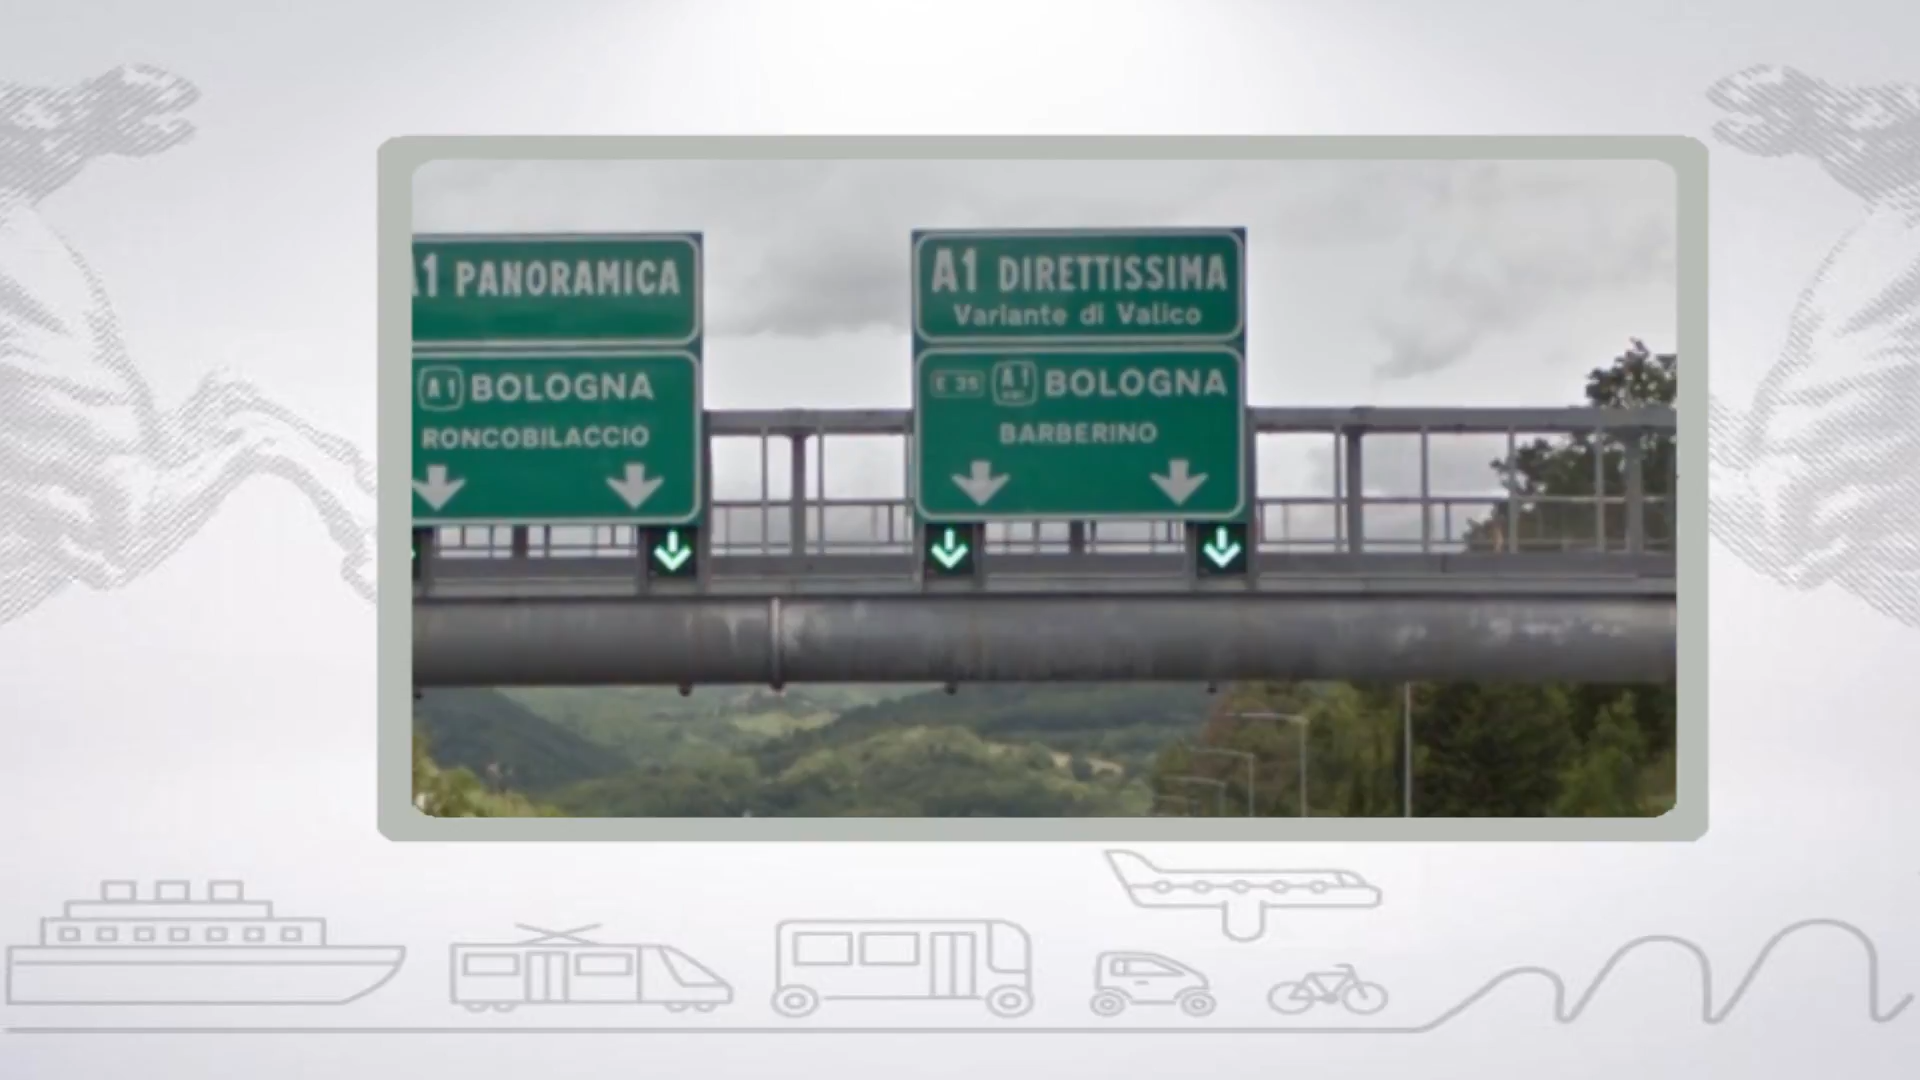 A1 PANORAMICA
A1 BOLOGNA
RONCOBILACCIO
A1 DIRETTISSIMA
Variante di Valico
E 35 A1 BOLOGNA
BARBERINO